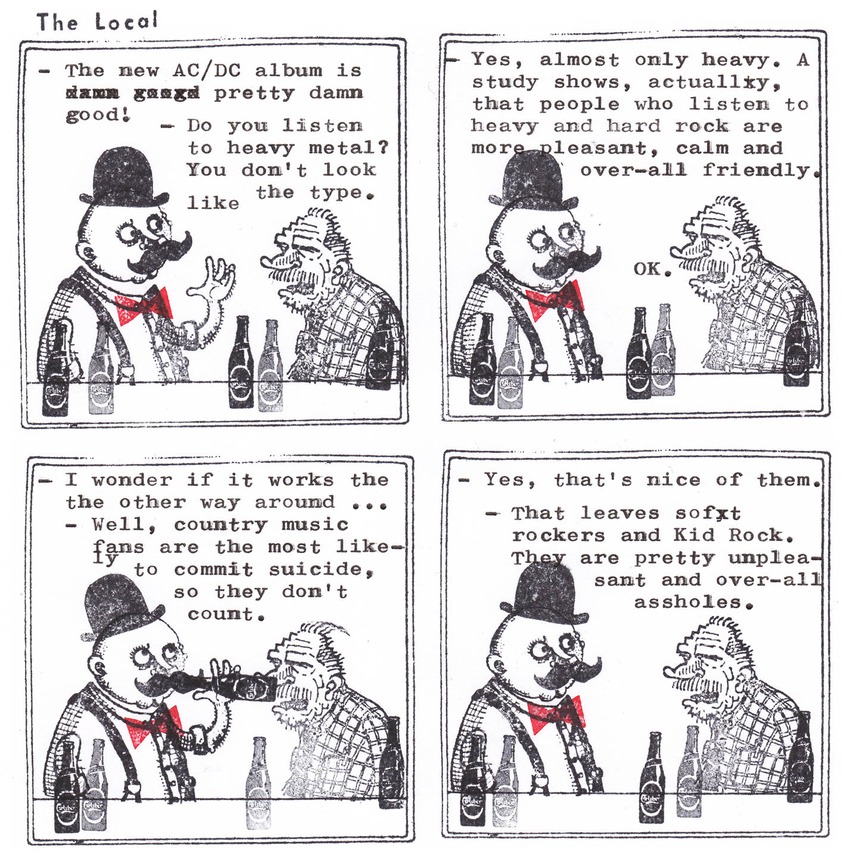 The Local
- The new AC/DC album is
pretty damn
good!
- Do you listen
to heavy metal?
You don't look
like the type.
- Yes, almost only heavy. A
study shows, actually,
that people who listen to
heavy and hard rock are
more pleasant, calm and
over-all friendly.
OK.
- I wonder if it works the
the other way around ...
- Well, country music
fans are the most like-
ly to commit suicide,
so they don't
count.
- Yes, that's nice of them.
- That leaves soft
rockers and Kid Rock.
They are pretty unplea-
sant and over-all
assholes.